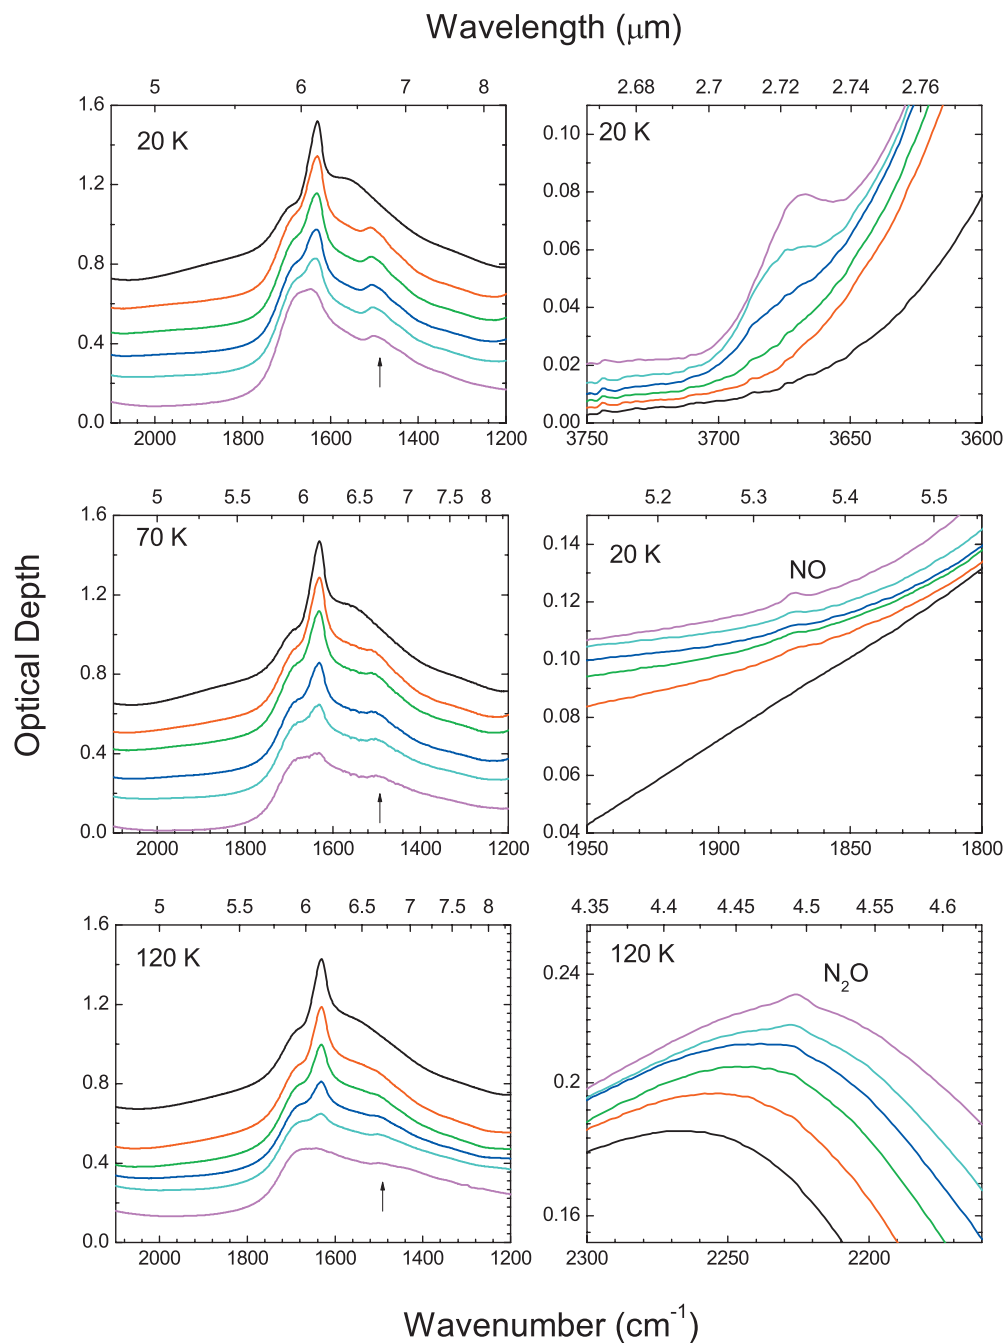 Wavelength (μm)
5 6 7 8
2.68 2.7 2.72 2.74 2.76
1.6
1.2
0.8
0.4
0.0
20 K
2000 1800 1600 1400 1200
0.10
0.08
0.06
0.04
0.02
0.00
20 K
3750 3700 3650 3600
5 5.5 6 6.5 7 7.5 8
5.2 5.3 5.4 5.5
1.6
1.2
0.8
0.4
0.0
70 K
2000 1800 1600 1400 1200
0.14
0.12
0.10
0.08
0.06
0.04
20 K
NO
1950 1900 1850 1800
Optical Depth
5 5.5 6 6.5 7 7.5 8
4.35 4.4 4.45 4.5 4.55 4.6
1.6
1.2
0.8
0.4
0.0
120 K
2000 1800 1600 1400 1200
0.24
0.2
0.16
120 K
N₂O
2300 2250 2200
Wavenumber (cm⁻¹)